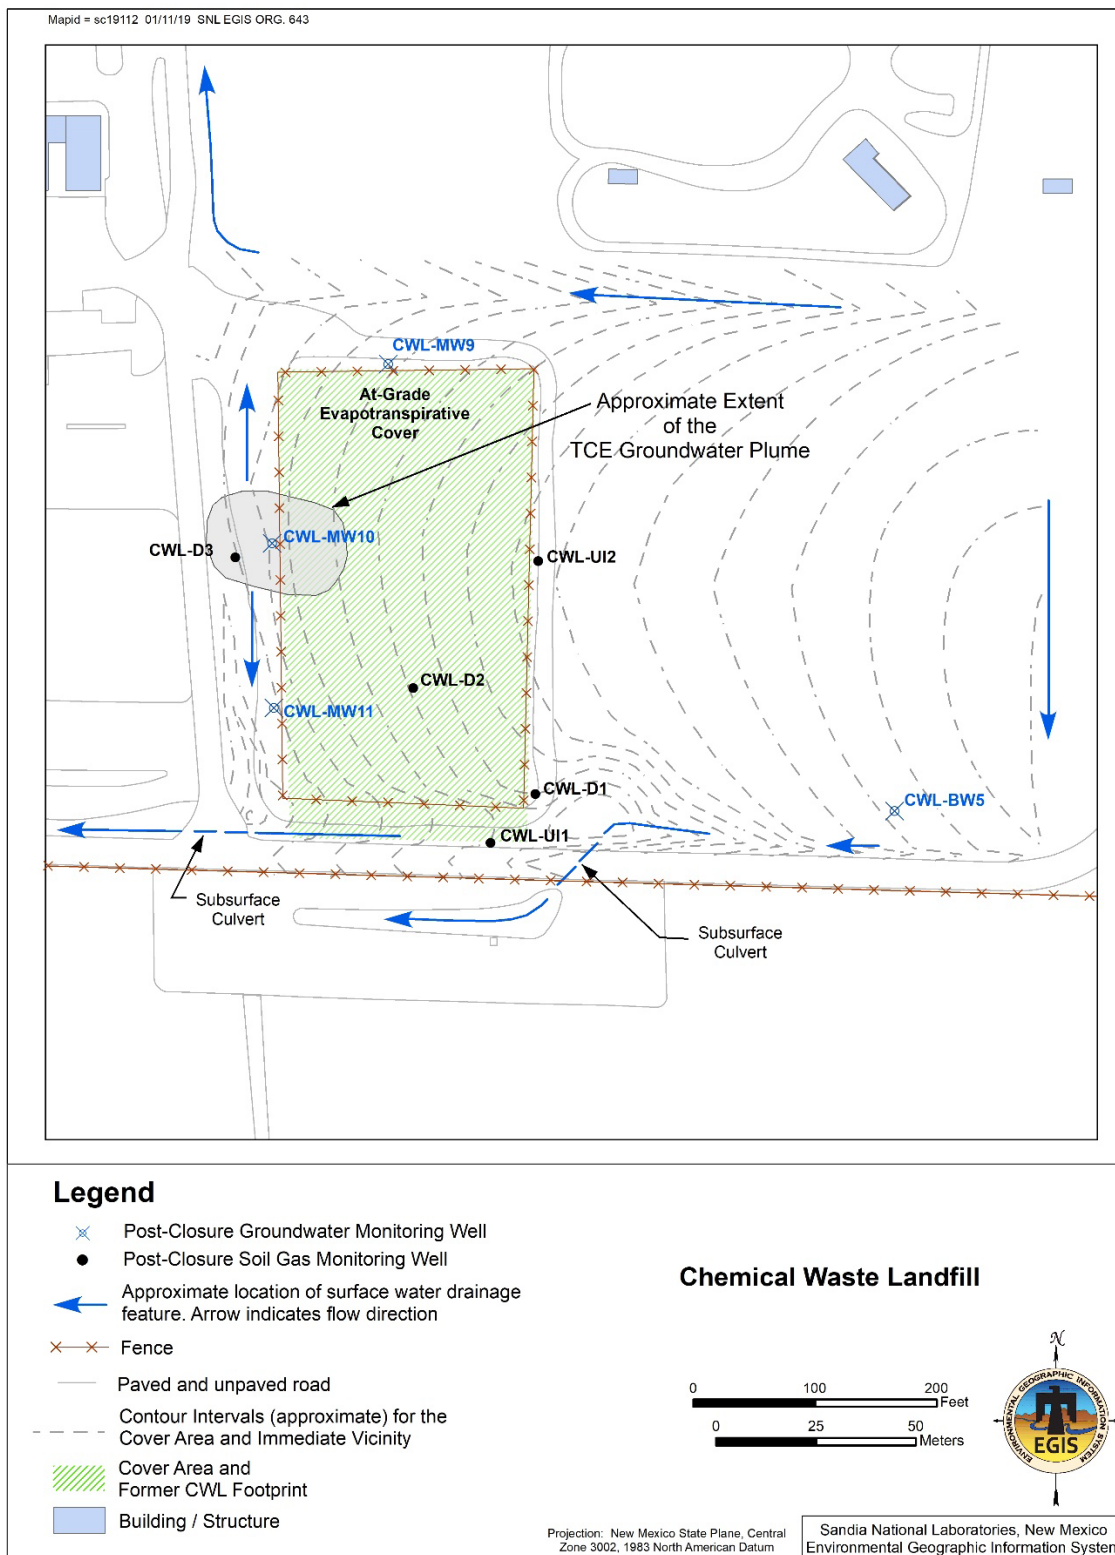 Mapid = sc19112 01/11/19 SNL EGIS ORG. 643
CWL-MW9
At-Grade
Evapotranspirative
Cover
Approximate Extent
of the
TCE Groundwater Plume
CWL-MW10
CWL-D3
CWL-UI2
CWL-D2
CWL-MW11
CWL-D1
CWL-BW5
CWL-UI1
Subsurface
Culvert
Subsurface
Culvert
Legend
Post-Closure Groundwater Monitoring Well
Post-Closure Soil Gas Monitoring Well
Approximate location of surface water drainage
feature. Arrow indicates flow direction
Fence
Paved and unpaved road
Contour Intervals (approximate) for the
Cover Area and Immediate Vicinity
Cover Area and
Former CWL Footprint
Building / Structure
Chemical Waste Landfill
0 100 200
Feet
0 25 50
Meters
N
ENVIRONMENTAL GEOGRAPHIC INFORMATION SYSTEM
EGIS
Projection: New Mexico State Plane, Central
Zone 3002, 1983 North American Datum
Sandia National Laboratories, New Mexico
Environmental Geographic Information System